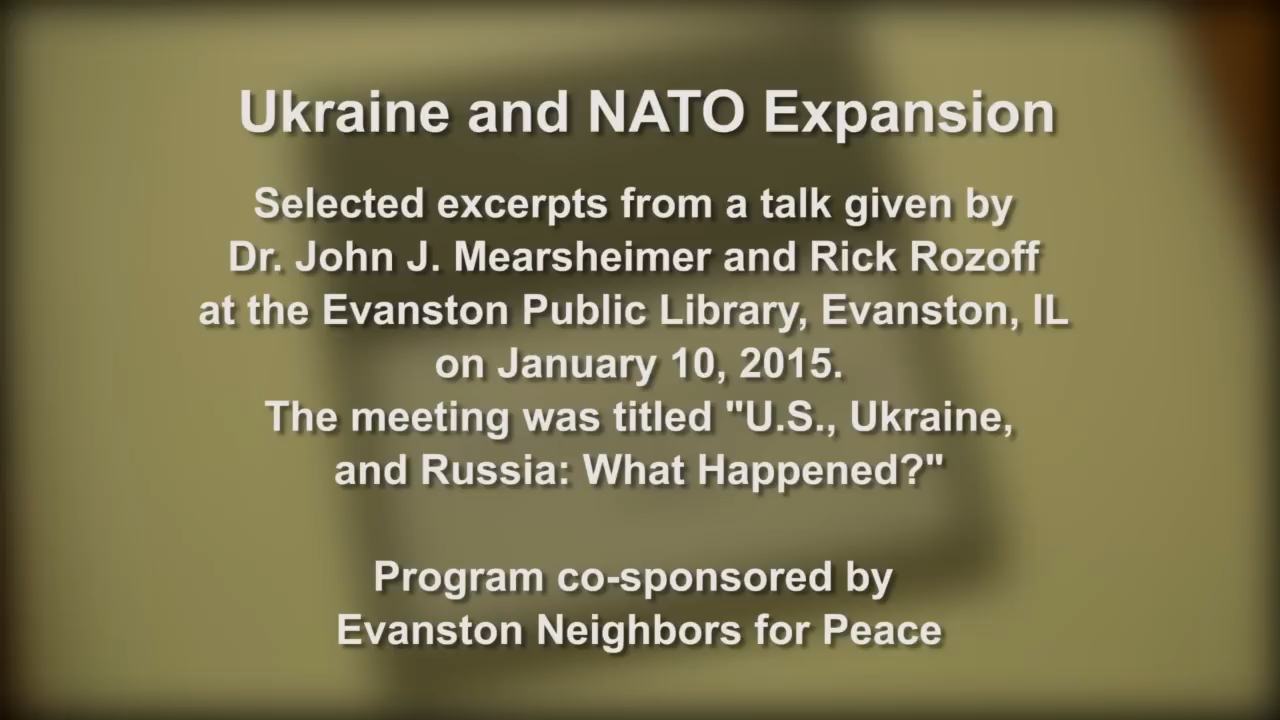 Ukraine and NATO Expansion
Selected excerpts from a talk given by
Dr. John J. Mearsheimer and Rick Rozoff
at the Evanston Public Library, Evanston, IL
on January 10, 2015.
The meeting was titled "U.S., Ukraine,
and Russia: What Happened?"
Program co-sponsored by
Evanston Neighbors for Peace